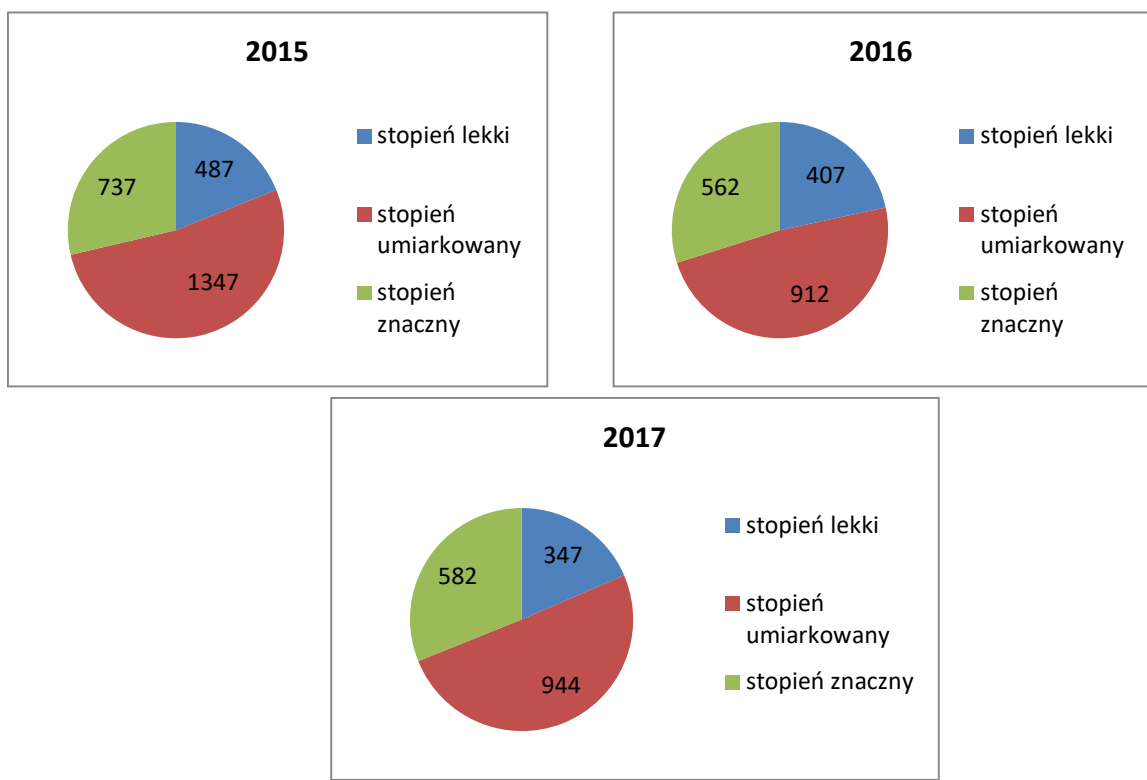 2015
487
1347
737
stopień lekki
stopień
umiarkowany
stopień
znaczny
2016
407
912
562
stopień lekki
stopień
umiarkowany
stopień
znaczny
2017
347
944
582
stopień lekki
stopień
umiarkowany
stopień znaczny